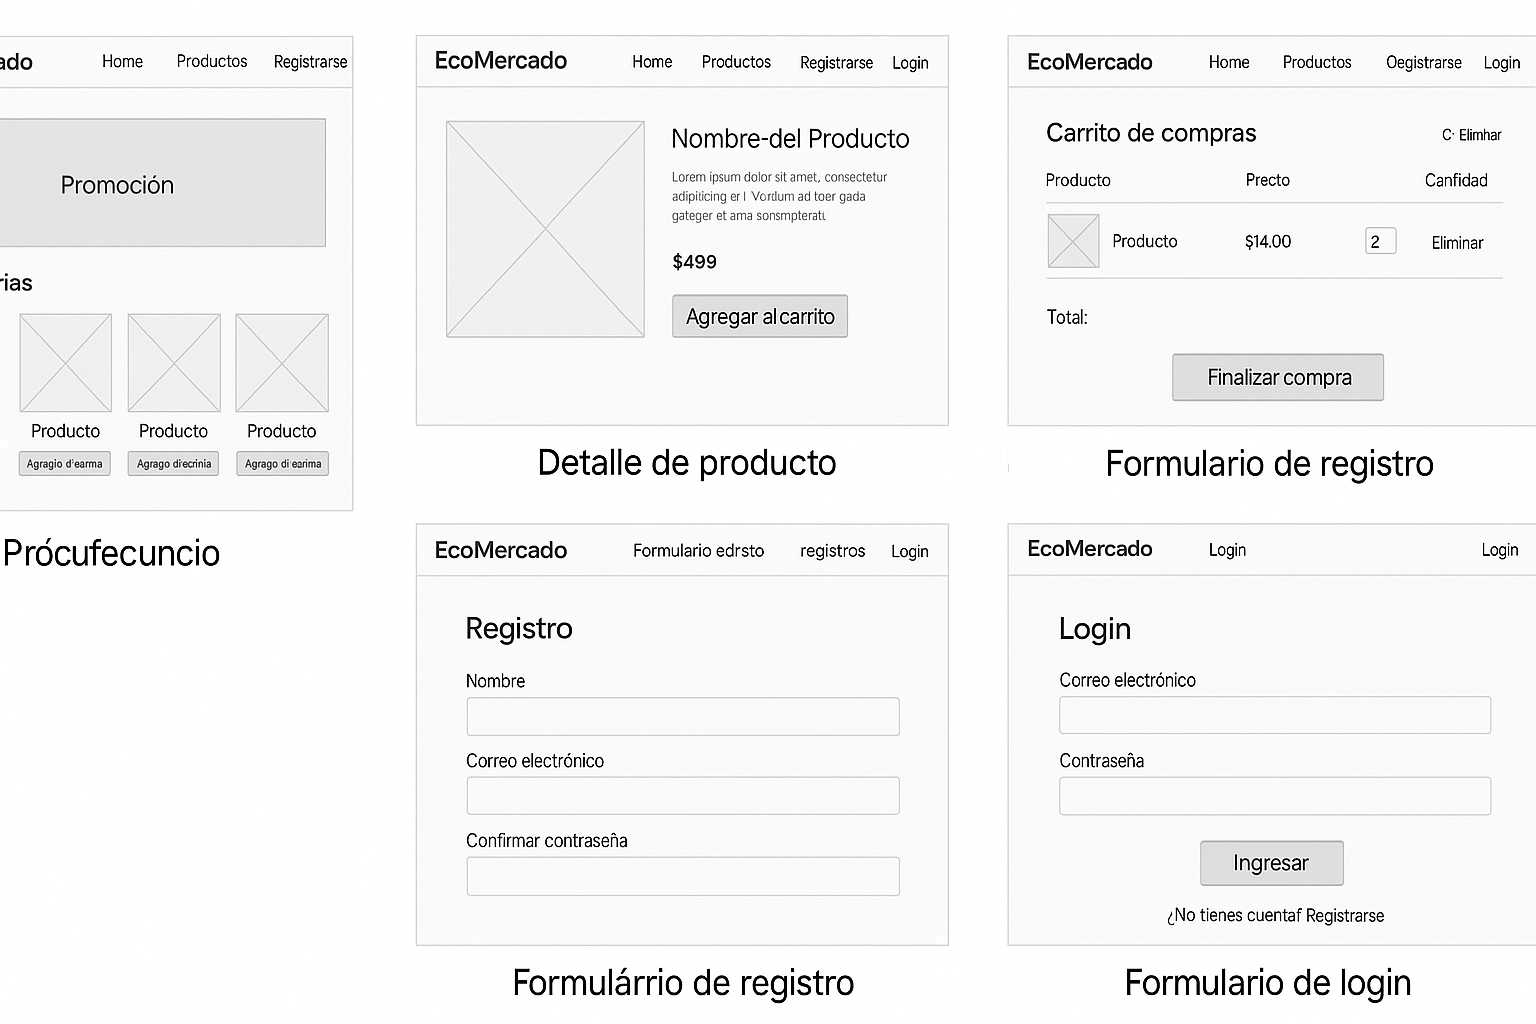 ado Home Productos Registrarse
Promoción
rias
Producto Producto Producto
Agragio d'earma Agrago diecrinia Agrago di earima
Prócufecuncio
EcoMercado Home Productos Registrarse Login
Nombre-del Producto
Lorem ipsum dolor sit amet, consectetur
adipiticing er I Vordum ad toer gada
gateger et ama sonsmpterati.
$499
Agregar al carrito
Detalle de producto
EcoMercado Home Productos Oegistrarse Login
Carrito de compras C· Elimhar
Producto Precto Canfidad
Producto $14.00 2 Eliminar
Total:
Finalizar compra
Formulario de registro
EcoMercado Formulario edrsto registros Login
Registro
Nombre
Correo electrónico
Confirmar contraseña
Formulárrio de registro
EcoMercado Login Login
Login
Correo electrónico
Contraseña
Ingresar
¿No tienes cuentaf Registrarse
Formulario de login